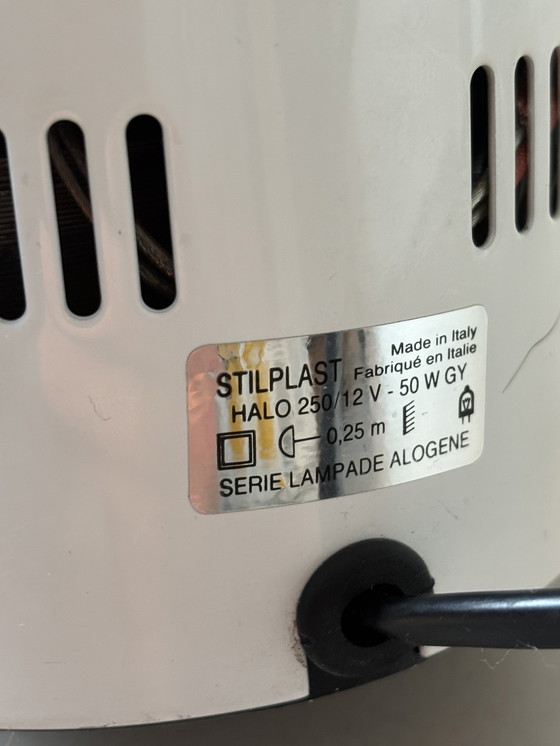 Made in Italy
STILPLAST Fabriqué en Italie
HALO 250/12 V - 50 W GY
0,25 m
SERIE LAMPADE ALOGENE